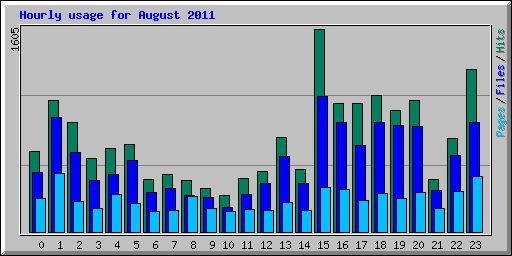 Hourly usage for August 2011
1605
Pages / Files / Hits
0 1 2 3 4 5 6 7 8 9 10 11 12 13 14 15 16 17 18 19 20 21 22 23